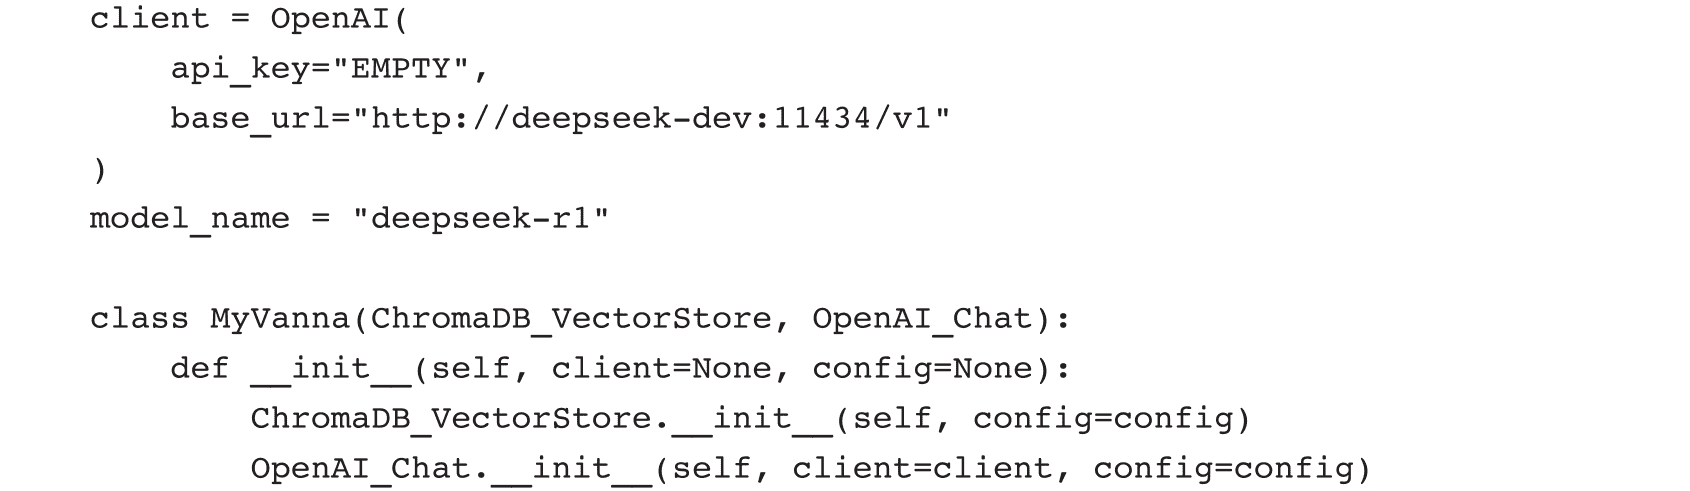 client = OpenAI(
    api_key="EMPTY",
    base_url="http://deepseek-dev:11434/v1"
)
model_name = "deepseek-r1"

class MyVanna(ChromaDB_VectorStore, OpenAI_Chat):
    def __init__(self, client=None, config=None):
        ChromaDB_VectorStore.__init__(self, config=config)
        OpenAI_Chat.__init__(self, client=client, config=config)